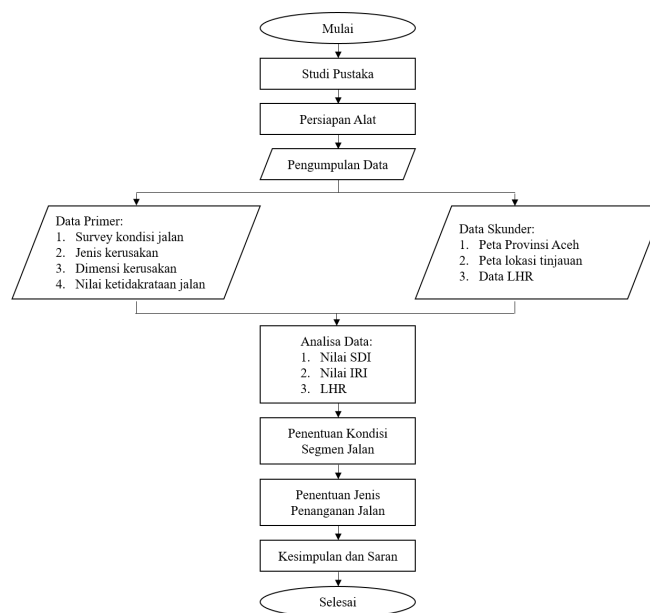 Mulai
Studi Pustaka
Persiapan Alat
Pengumpulan Data
Data Primer:
1. Survey kondisi jalan
2. Jenis kerusakan
3. Dimensi kerusakan
4. Nilai ketidakrataan jalan
Data Skunder:
1. Peta Provinsi Aceh
2. Peta lokasi tinjauan
3. Data LHR
Analisa Data:
1. Nilai SDI
2. Nilai IRI
3. LHR
Penentuan Kondisi
Segmen Jalan
Penentuan Jenis
Penanganan Jalan
Kesimpulan dan Saran
Selesai